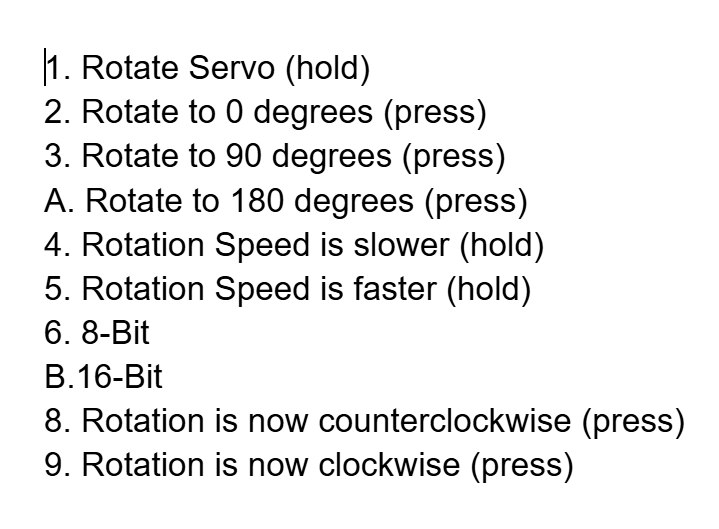 1. Rotate Servo (hold)
2. Rotate to 0 degrees (press)
3. Rotate to 90 degrees (press)
A. Rotate to 180 degrees (press)
4. Rotation Speed is slower (hold)
5. Rotation Speed is faster (hold)
6. 8-Bit
B.16-Bit
8. Rotation is now counterclockwise (press)
9. Rotation is now clockwise (press)